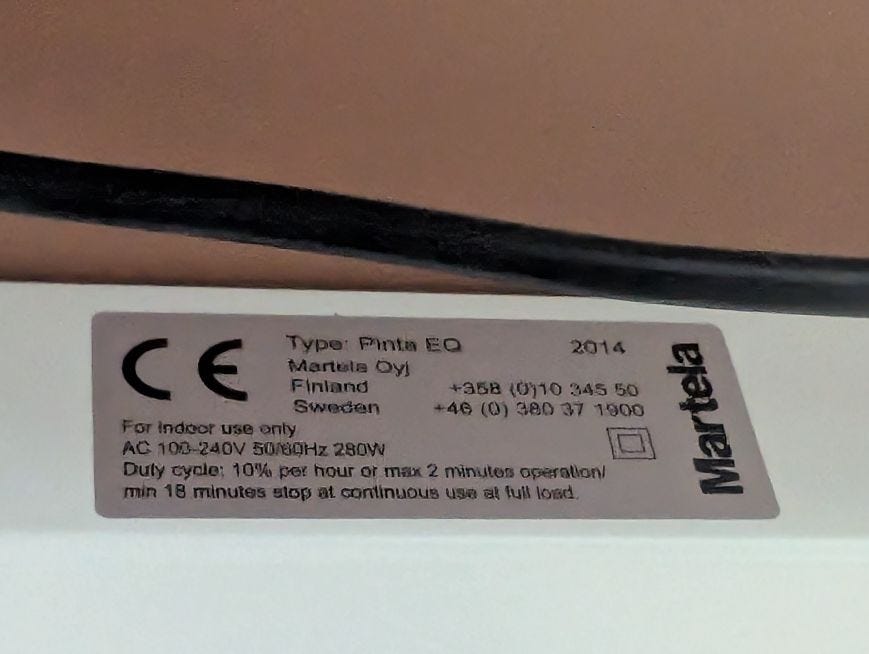 CE
Type: Pinta EQ 2014
Martela Oyj
Finland +358 (0)10 345 50
Sweden +46 (0) 380 37 1900
For indoor use only
AC 100-240V 50/60Hz 280W
Duty cycle: 10% per hour or max 2 minutes operation/
min 18 minutes stop at continuous use at full load.
Martela